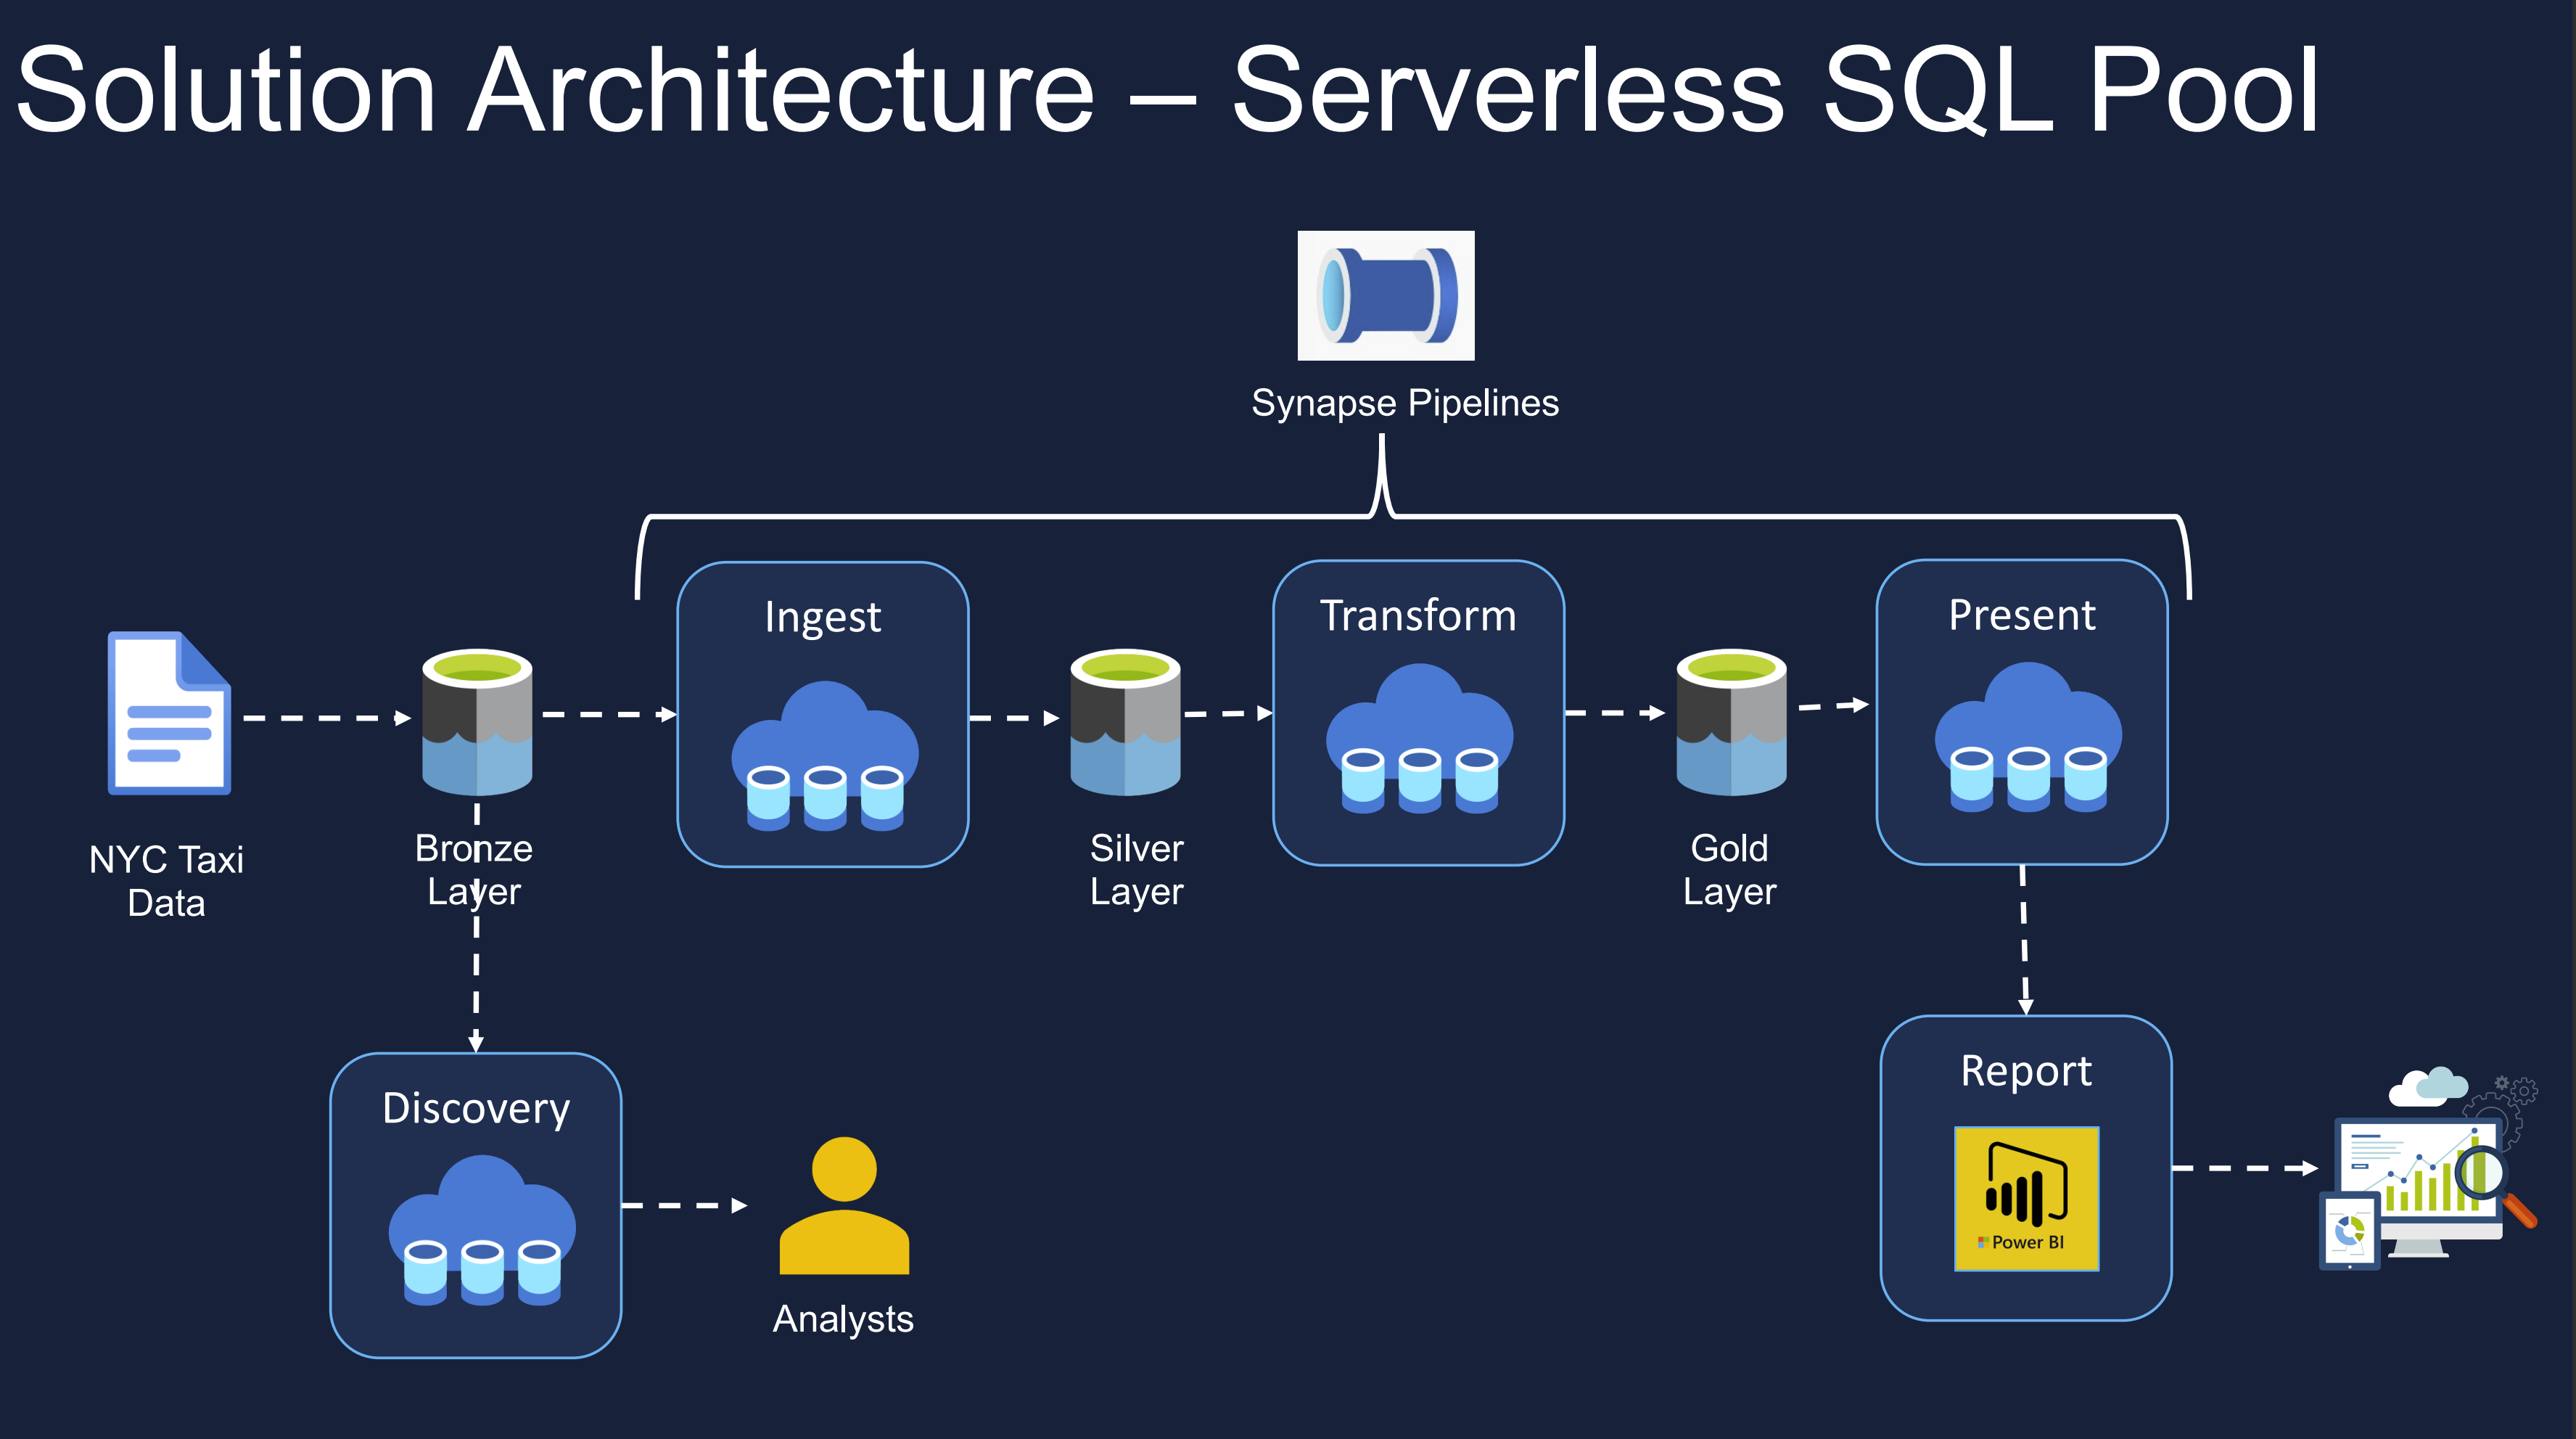 Solution Architecture – Serverless SQL Pool
Synapse Pipelines
Ingest
Transform
Present
NYC Taxi
Data
Bronze
Layer
Silver
Layer
Gold
Layer
Discovery
Analysts
Report
Power BI